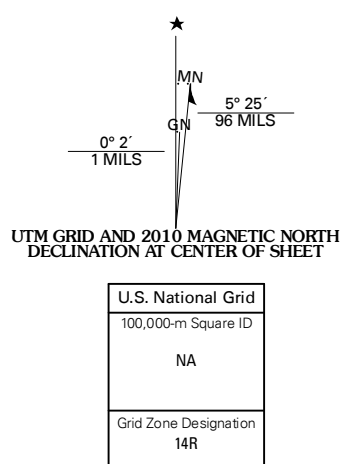 MN
GN
5° 25´
96 MILS
0° 2´
1 MILS
UTM GRID AND 2010 MAGNETIC NORTH
DECLINATION AT CENTER OF SHEET
U.S. National Grid
100,000-m Square ID
NA
Grid Zone Designation
14R